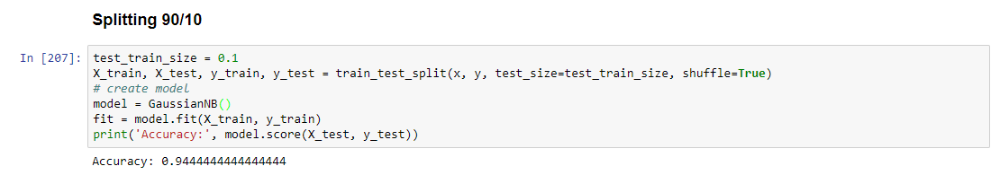 Splitting 90/10
In [207]:
test_train_size = 0.1
X_train, X_test, y_train, y_test = train_test_split(x, y, test_size=test_train_size, shuffle=True)
# create model
model = GaussianNB()
fit = model.fit(X_train, y_train)
print('Accuracy:', model.score(X_test, y_test))
Accuracy: 0.9444444444444444